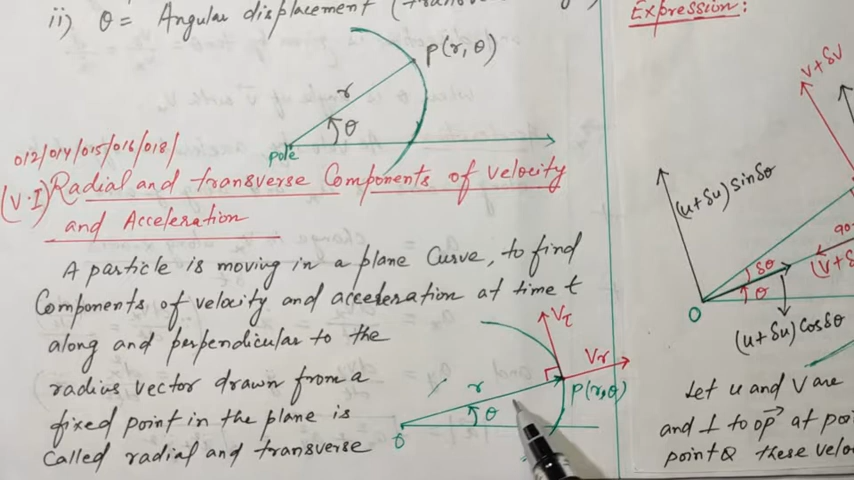 ii) θ = Angular displacement
P(r,θ)
r
θ
Pole
012/014/015/016/018/
(V.I) Radial and transverse Components of velocity
and Acceleration
A particle is moving in a plane curve, to find
Components of velocity and acceleration at time t
along and perpendicular to the
radius vector drawn from a
fixed point in the plane is
called radial and transverse
Vτ
Vr
r
P(r,θ)
θ
O
Expression:
V+δV
(u+δu)sinδθ
90
δθ
θ
O
(u+δu)cosδθ
Let u and V are
and ⊥ to OP at poi
point Q these velo